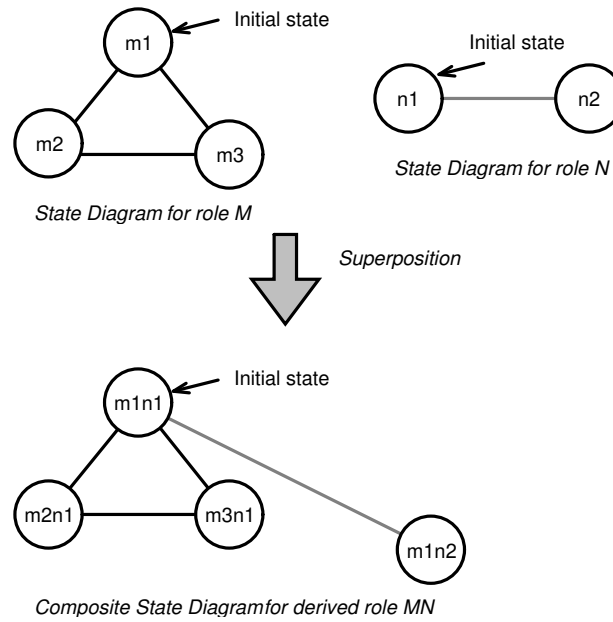 Initial state
m1
Initial state
n1
n2
m2
m3
State Diagram for role N
State Diagram for role M
Superposition
Initial state
m1n1
m2n1
m3n1
m1n2
Composite State Diagramfor derived role MN